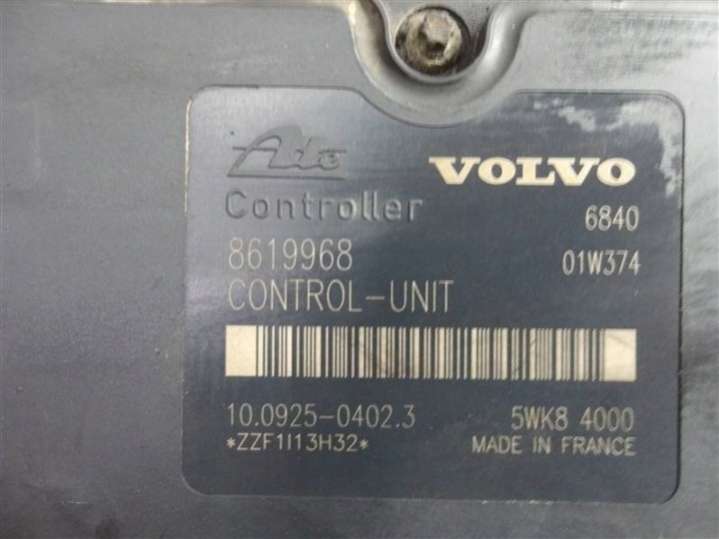 Ate VOLVO
Controller 6840
8619968 01W374
CONTROL-UNIT
10.0925-0402.3 5WK8 4000
*ZZF1I13H32* MADE IN FRANCE